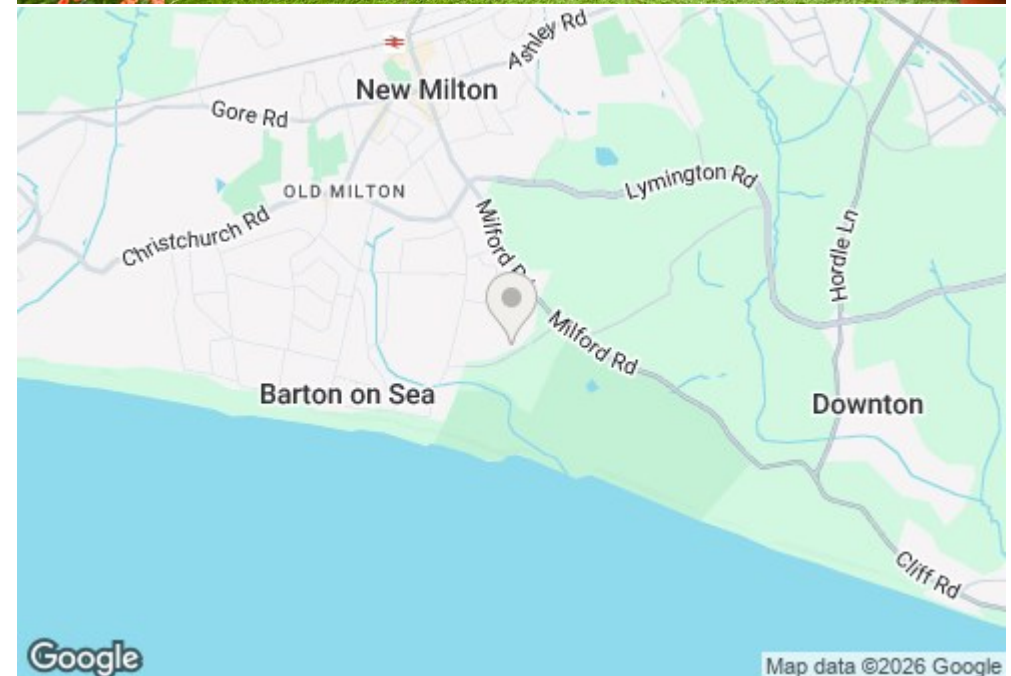 Ashley Rd
New Milton
Gore Rd
Lymington Rd
OLD MILTON
Christchurch Rd
Milford Rd
Hordle Ln
Milford Rd
Barton on Sea
Downton
Cliff Rd
Google
Map data ©2026 Google